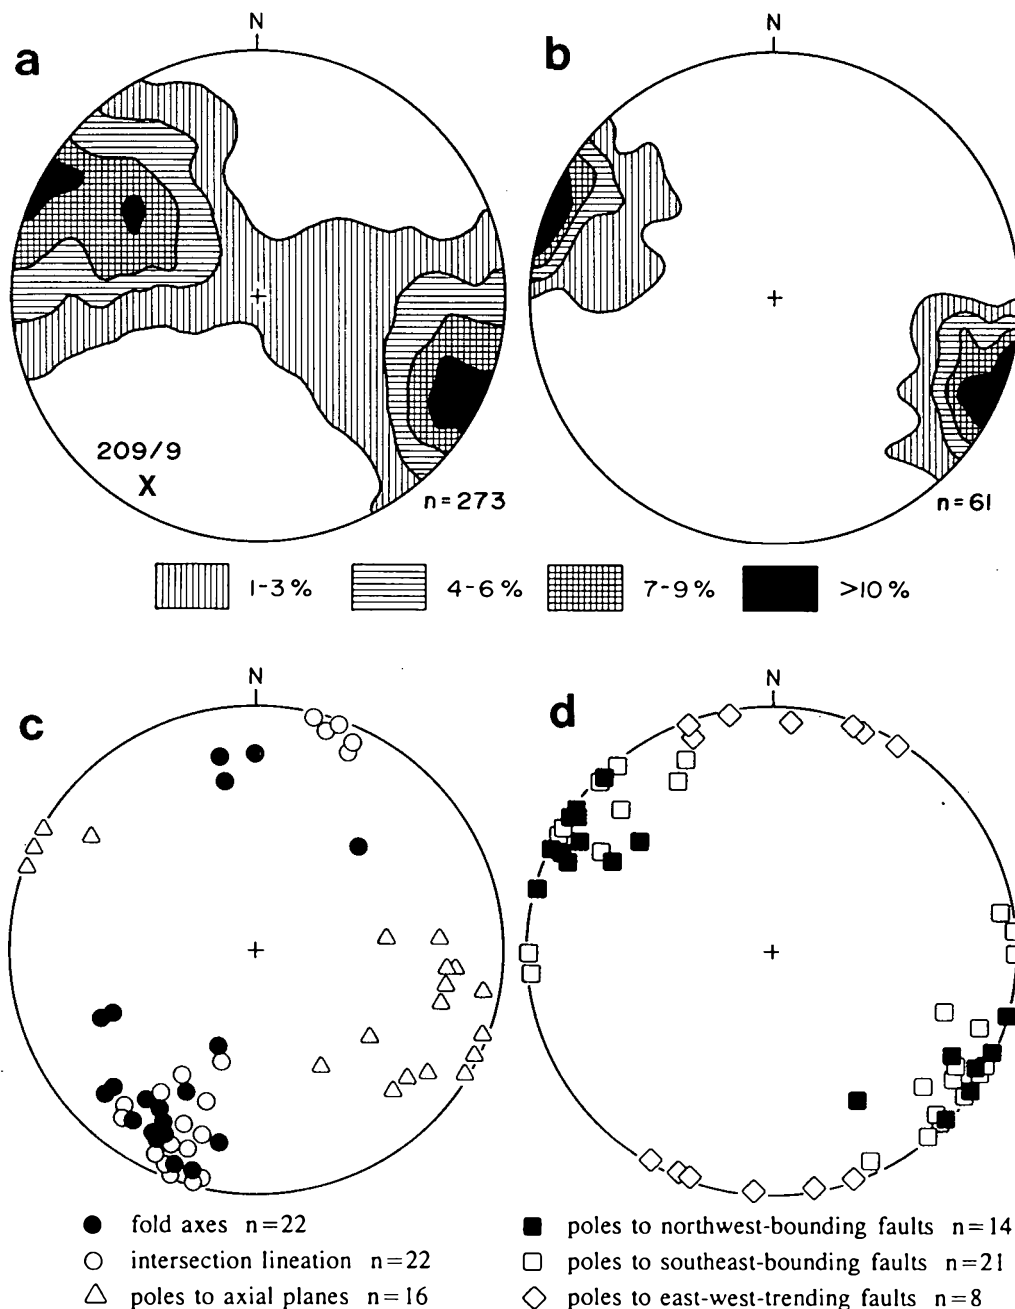 a
N
b
N
209/9
X
n=273
n=61
1-3%
4-6%
7-9%
>10%
c
N
d
N
fold axes n=22
intersection lineation n=22
poles to axial planes n=16
poles to northwest-bounding faults n=14
poles to southeast-bounding faults n=21
poles to east-west-trending faults n=8